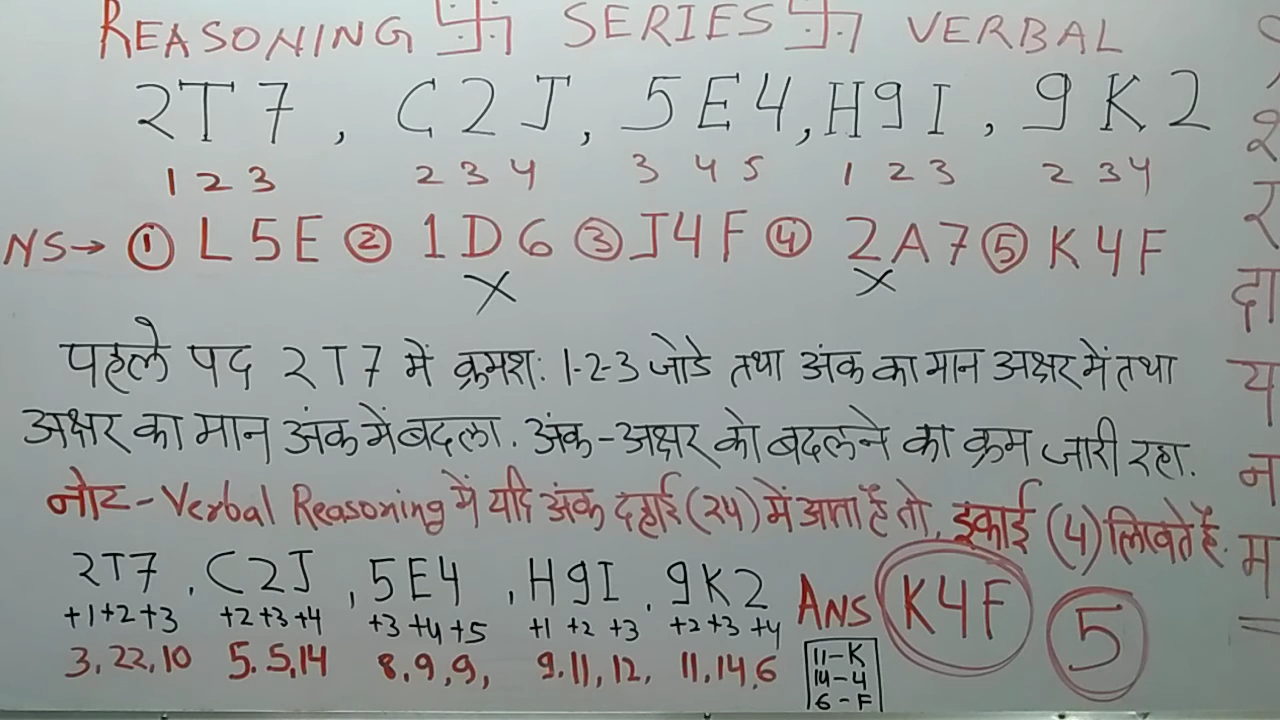 REASONING 卐 SERIES 卐 VERBAL
2T7, C2J, 5E4, H9I, 9K2
1 2 3 2 3 4 3 4 5 1 2 3 2 3 4
NS→ ① L5E ② 1D6 ③ J4F ④ 2A7 ⑤ K4F
X X
पहले पद 2T7 में क्रमश: 1-2-3 जोडे तथा अंक का मान अक्षर में तथा
अक्षर का मान अंक में बदला. अंक-अक्षर को बदलने का क्रम जारी रहा.
नोट - Verbal Reasoning में यदि अंक दहाई (24) में आता है तो, इकाई (4) लिखते है.
2T7, C2J, 5E4, H9I, 9K2
+1+2+3 +2+3+4 +3+4+5 +1 +2 +3 +2+3+4
3, 22, 10 5, 5, 14 8, 9, 9, 9, 11, 12, 11, 14, 6
ANS K4F 5
11-K
14-4
6-F
र
दा
य
न
म